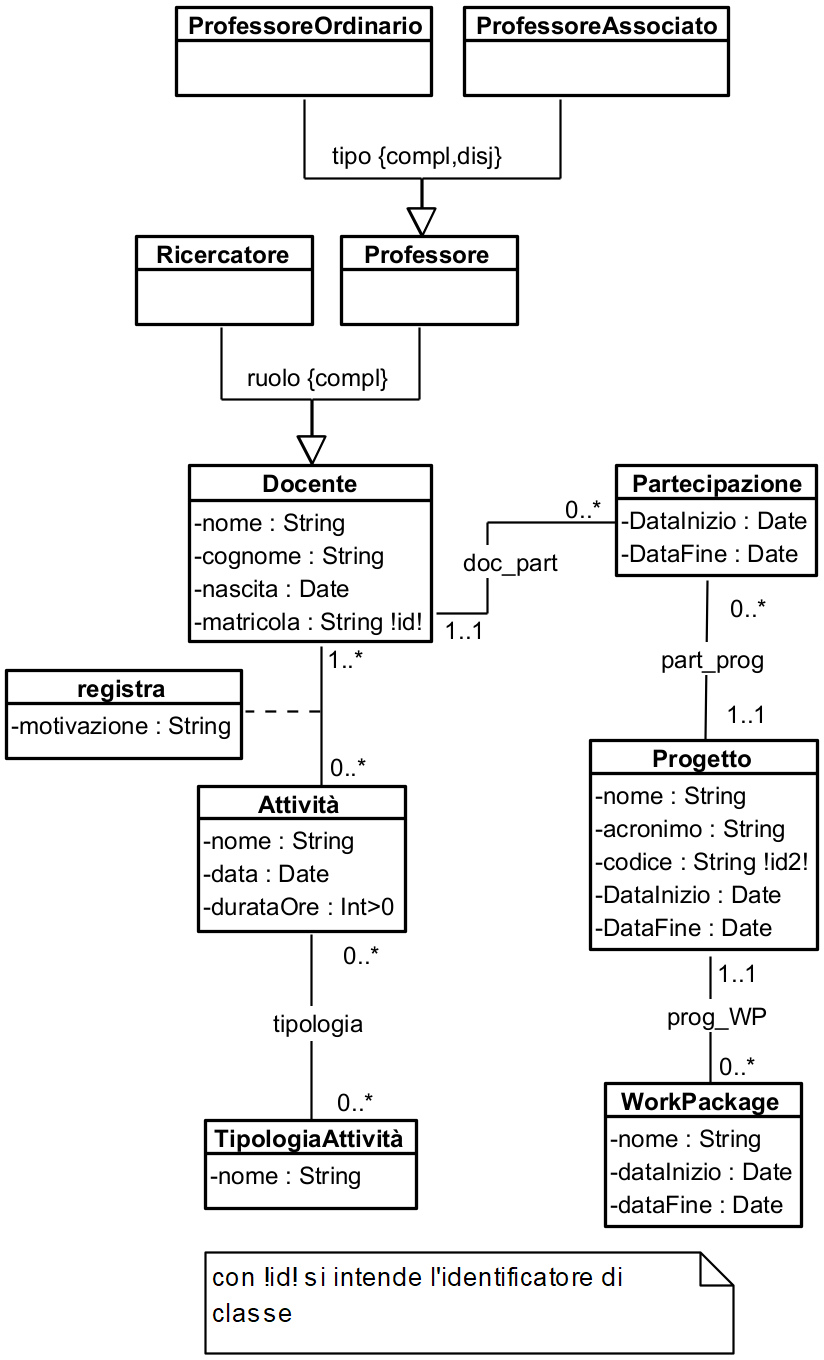 ProfessoreOrdinario
ProfessoreAssociato
tipo {compl,disj}
Ricercatore
Professore
ruolo {compl}
Docente
-nome : String
-cognome : String
-nascita : Date
-matricola : String !id!
Partecipazione
-DataInizio : Date
-DataFine : Date
0..*
doc_part
1..1
1..*
0..*
part_prog
1..1
registra
-motivazione : String
0..*
Attività
-nome : String
-data : Date
-durataOre : Int>0
Progetto
-nome : String
-acronimo : String
-codice : String !id2!
-DataInizio : Date
-DataFine : Date
0..*
tipologia
0..*
1..1
prog_WP
0..*
TipologiaAttività
-nome : String
WorkPackage
-nome : String
-dataInizio : Date
-dataFine : Date
con !id! si intende l'identificatore di
classe